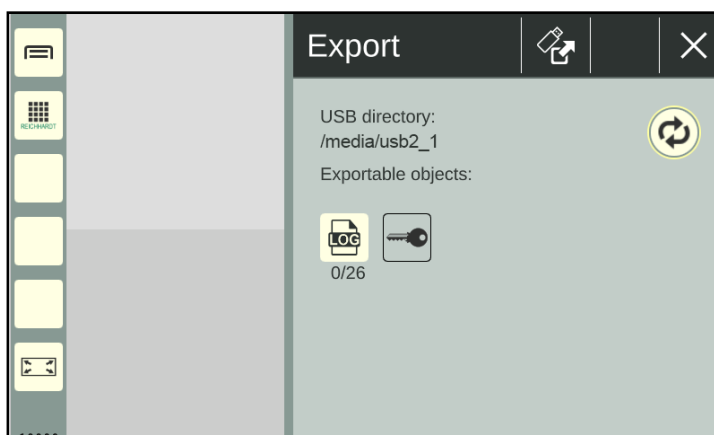 Export
REICHHARDT
USB directory:
/media/usb2_1
Exportable objects:
LOG
0/26